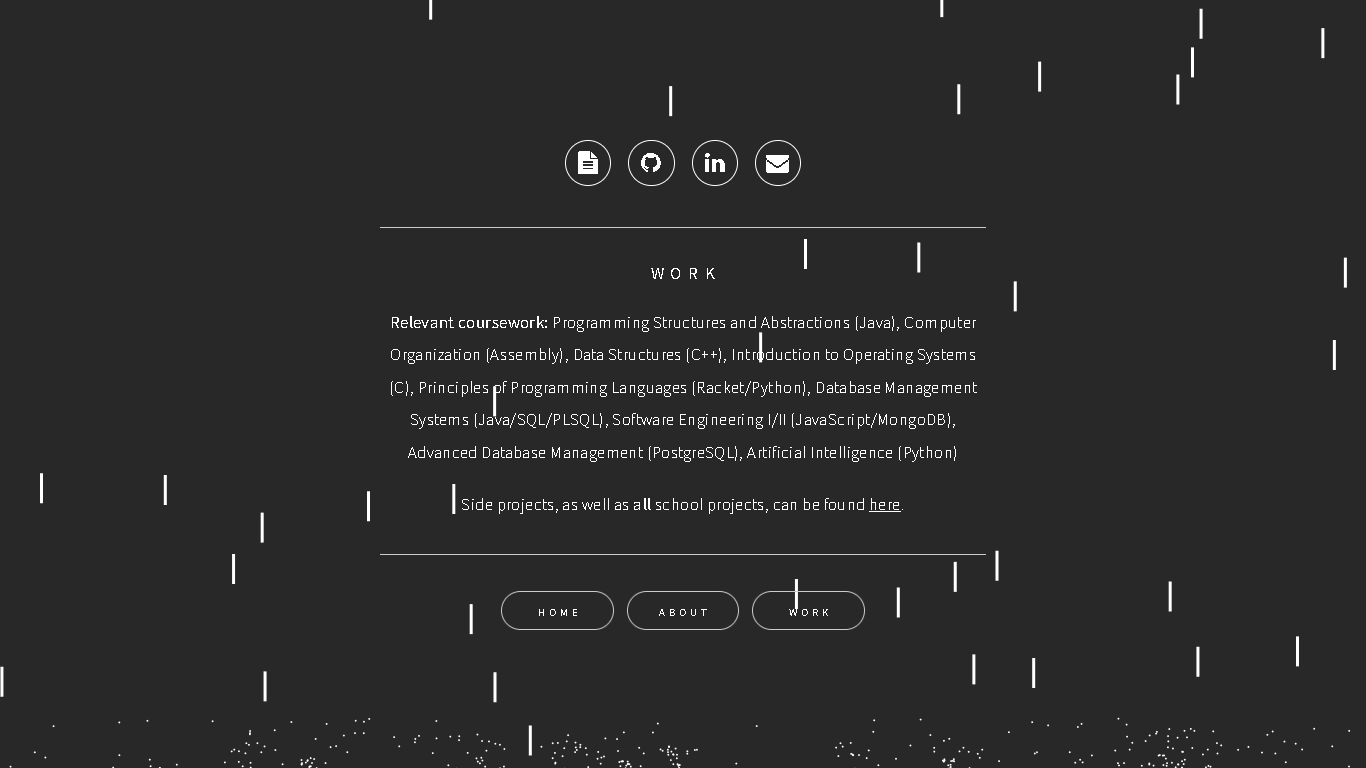 WORK
Relevant coursework: Programming Structures and Abstractions (Java), Computer
Organization (Assembly), Data Structures (C++), Introduction to Operating Systems
(C), Principles of Programming Languages (Racket/Python), Database Management
Systems (Java/SQL/PLSQL), Software Engineering I/II (JavaScript/MongoDB),
Advanced Database Management (PostgreSQL), Artificial Intelligence (Python)
Side projects, as well as all school projects, can be found here.
HOME ABOUT WORK